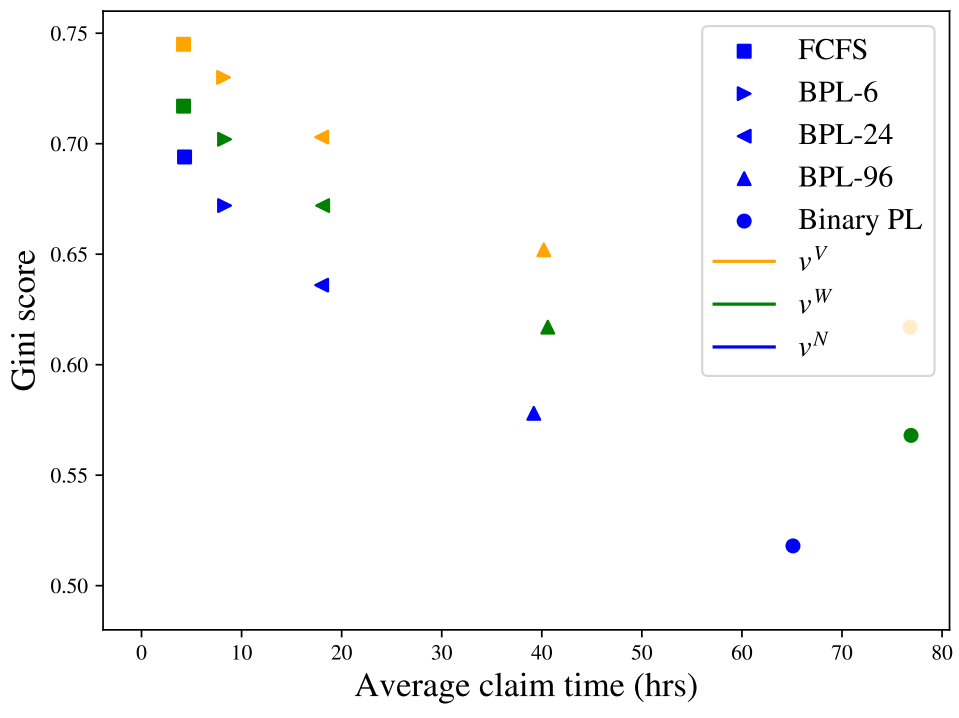 0.75
0.70
0.65
0.60
0.55
0.50
Gini score
FCFS
BPL-6
BPL-24
BPL-96
Binary PL
v^V
v^W
v^N
0 10 20 30 40 50 60 70 80
Average claim time (hrs)